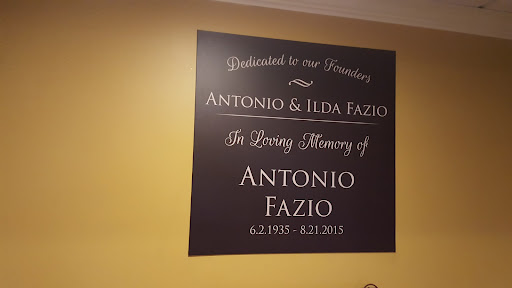 Dedicated to our Founders
ANTONIO & ILDA FAZIO
In Loving Memory of
ANTONIO
FAZIO
6.2.1935 - 8.21.2015